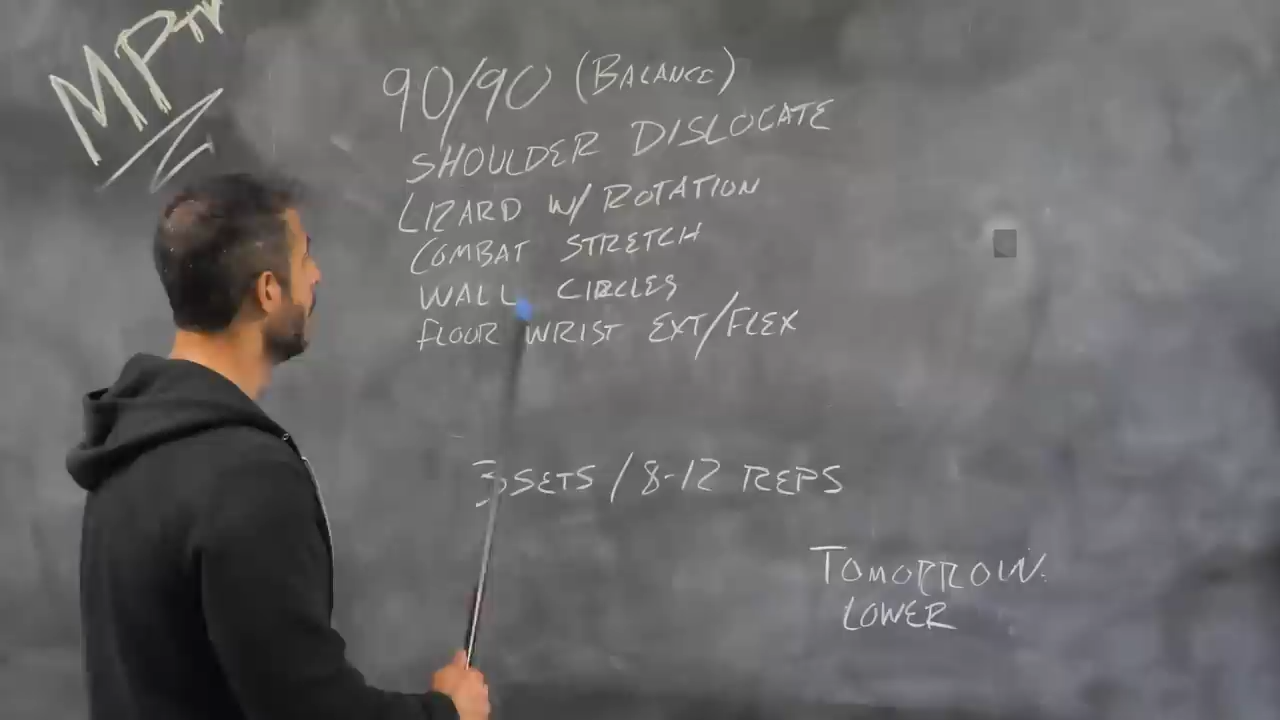 MPTV
90/90 (BALANCE)
SHOULDER DISLOCATE
LIZARD W/ ROTATION
COMBAT STRETCH
WALL CIRCLES
FLOOR WRIST EXT/FLEX
3 SETS / 8-12 REPS
TOMORROW:
LOWER